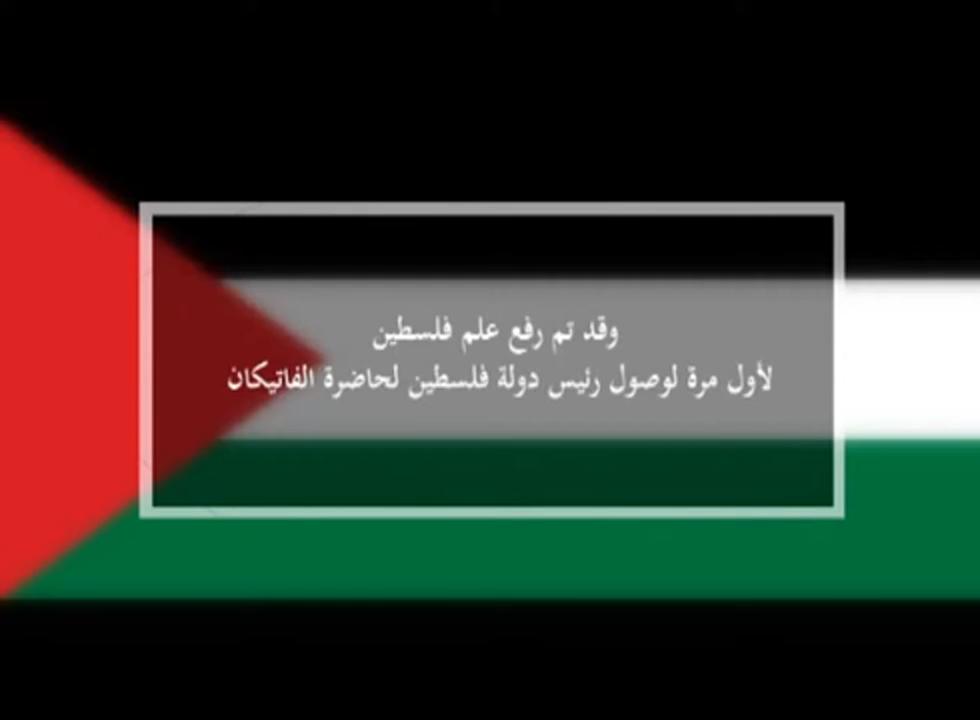 وقد تم رفع علم فلسطين
لأول مرة لوصول رئيس دولة فلسطين لحاضرة الفاتيكان